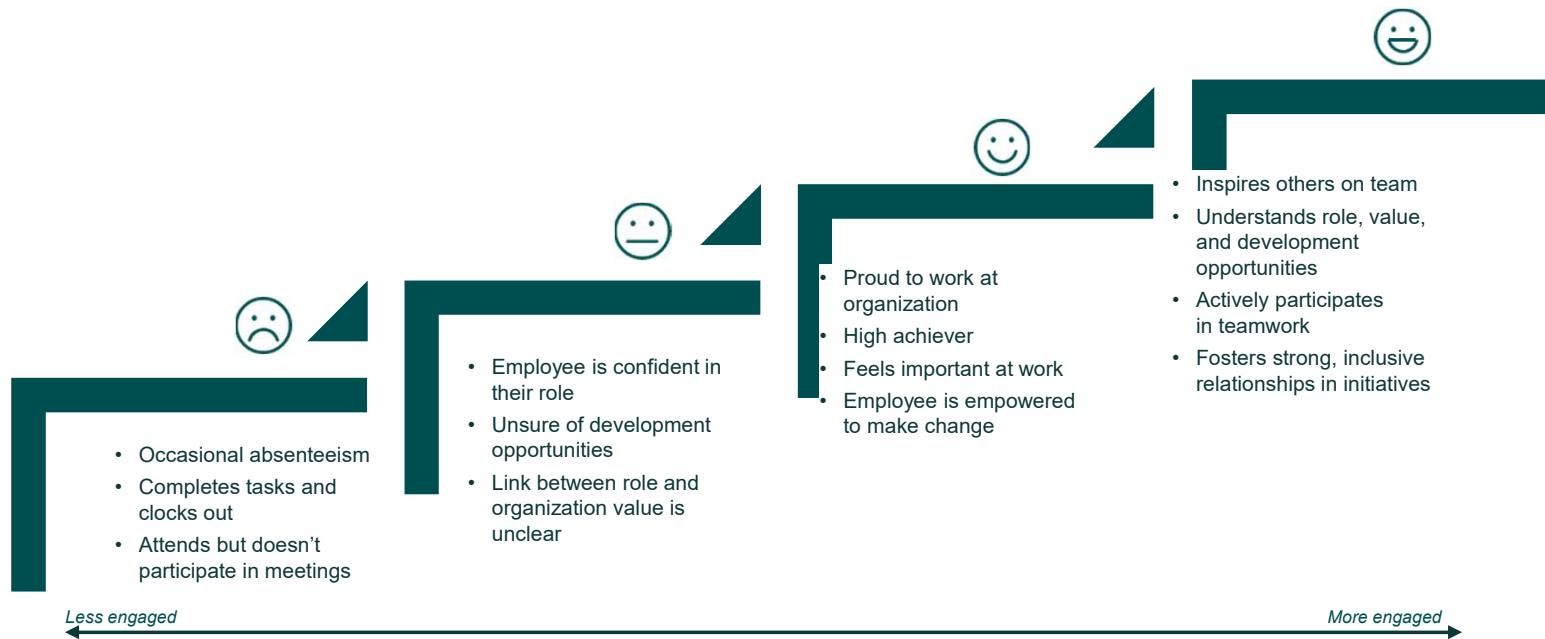 • Occasional absenteeism
• Completes tasks and
clocks out
• Attends but doesn’t
participate in meetings
• Employee is confident in
their role
• Unsure of development
opportunities
• Link between role and
organization value is
unclear
• Proud to work at
organization
• High achiever
• Feels important at work
• Employee is empowered
to make change
• Inspires others on team
• Understands role, value,
and development
opportunities
• Actively participates
in teamwork
• Fosters strong, inclusive
relationships in initiatives
Less engaged
More engaged